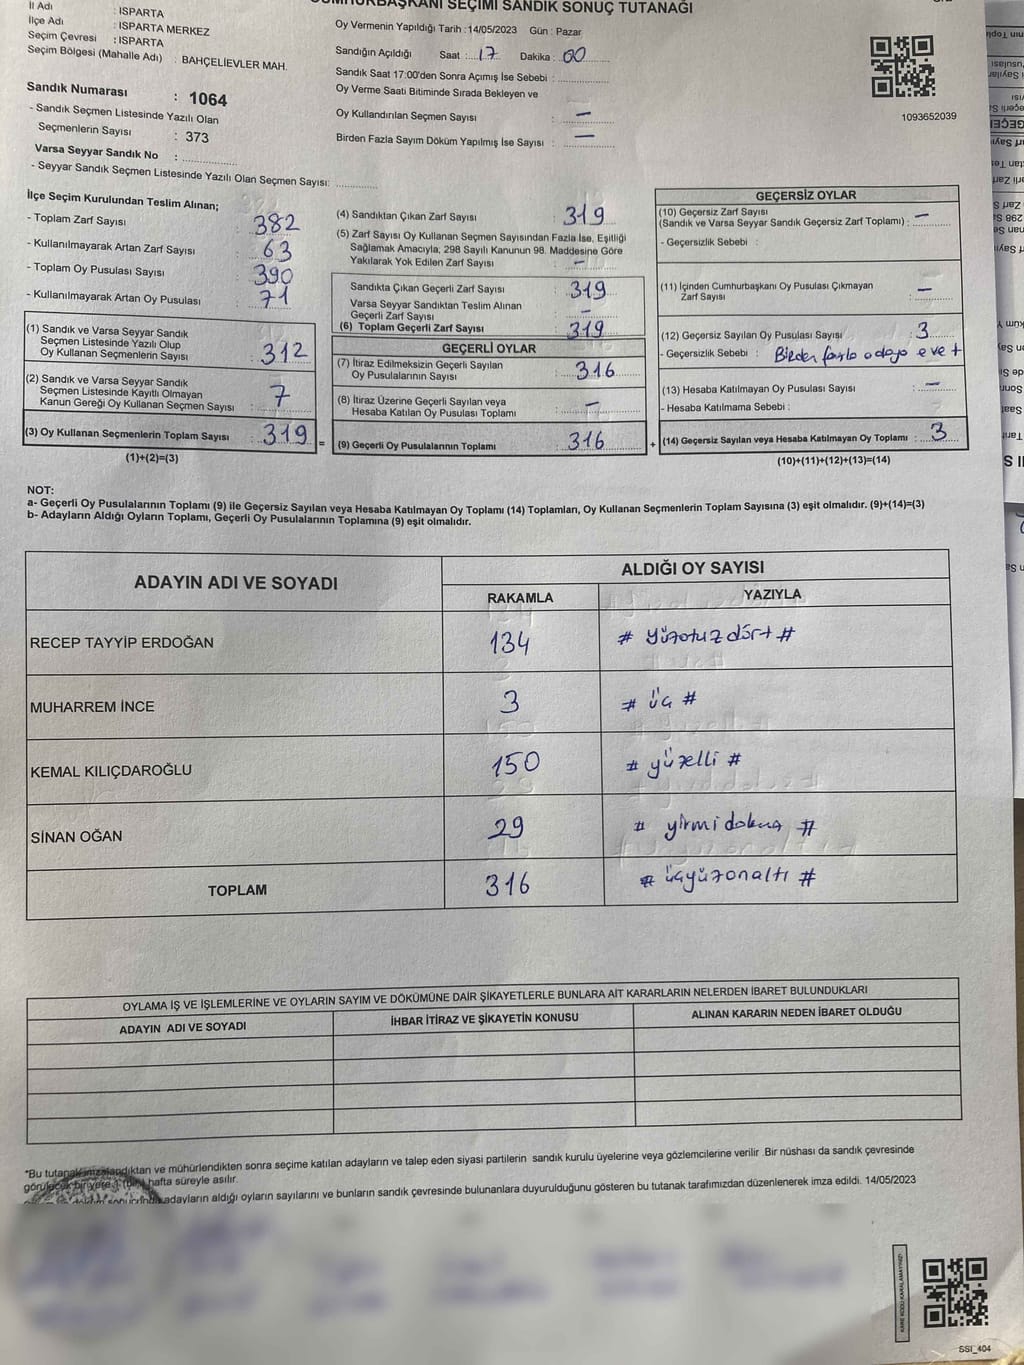 İl Adı : ISPARTA
İlçe Adı : ISPARTA MERKEZ
Seçim Çevresi : ISPARTA
Seçim Bölgesi (Mahalle Adı) : BAHÇELİEVLER MAH.
Sandık Numarası : 1064
- Sandık Seçmen Listesinde Yazılı Olan
Seçmenlerin Sayısı : 373
Varsa Seyyar Sandık No :
- Seyyar Sandık Seçmen Listesinde Yazılı Olan Seçmen Sayısı:
SEÇİMİ SANDIK SONUÇ TUTANAĞI
Oy Vermenin Yapıldığı Tarih :14/05/2023 Gün : Pazar
Sandığın Açıldığı Saat : 17 Dakika : 00
Sandık Saat 17:00'den Sonra Açımış İse Sebebi :
Oy Verme Saati Bitiminde Sırada Bekleyen ve
Oy Kullandırılan Seçmen Sayısı : -
Birden Fazla Sayım Döküm Yapılmış İse Sayısı : -
1093652039
İlçe Seçim Kurulundan Teslim Alınan;
- Toplam Zarf Sayısı : 382
- Kullanılmayarak Artan Zarf Sayısı : 63
- Toplam Oy Pusulası Sayısı : 390
- Kullanılmayarak Artan Oy Pusulası : 71
(1) Sandık ve Varsa Seyyar Sandık
Seçmen Listesinde Yazılı Olup
Oy Kullanan Seçmenlerin Sayısı : 312
(2) Sandık ve Varsa Seyyar Sandık
Seçmen Listesinde Kayıtlı Olmayan
Kanun Gereği Oy Kullanan Seçmen Sayısı : 7
(3) Oy Kullanan Seçmenlerin Toplam Sayısı : 319 =
(1)+(2)=(3)
(4) Sandıktan Çıkan Zarf Sayısı : 319
(5) Zarf Sayısı Oy Kullanan Seçmen Sayısından Fazla İse, Eşitliği
Sağlamak Amacıyla, 298 Sayılı Kanunun 98. Maddesine Göre
Yakılarak Yok Edilen Zarf Sayısı : -
Sandıkta Çıkan Geçerli Zarf Sayısı : 319
Varsa Seyyar Sandıktan Teslim Alınan
Geçerli Zarf Sayısı : -
(6) Toplam Geçerli Zarf Sayısı : 319
GEÇERLİ OYLAR
(7) İtiraz Edilmeksizin Geçerli Sayılan
Oy Pusulalarının Sayısı : 316
(8) İtiraz Üzerine Geçerli Sayılan veya
Hesaba Katılan Oy Pusulası Toplamı : -
(9) Geçerli Oy Pusulalarının Toplamı : 316 +
GEÇERSİZ OYLAR
(10) Geçersiz Zarf Sayısı
(Sandık ve Varsa Seyyar Sandık Geçersiz Zarf Toplamı) : -
- Geçersizlik Sebebi :
(11) İçinden Cumhurbaşkanı Oy Pusulası Çıkmayan
Zarf Sayısı : -
(12) Geçersiz Sayılan Oy Pusulası Sayısı : 3
- Geçersizlik Sebebi : Birden fazla adaya evet
(13) Hesaba Katılmayan Oy Pusulası Sayısı : -
- Hesaba Katılmama Sebebi :
(14) Geçersiz Sayılan veya Hesaba Katılmayan Oy Toplamı : 3
(10)+(11)+(12)+(13)=(14)
NOT:
a- Geçerli Oy Pusulalarının Toplamı (9) ile Geçersiz Sayılan veya Hesaba Katılmayan Oy Toplamı (14) Toplamları, Oy Kullanan Seçmenlerin Toplam Sayısına (3) eşit olmalıdır. (9)+(14)=(3)
b- Adayların Aldığı Oyların Toplamı, Geçerli Oy Pusulalarının Toplamına (9) eşit olmalıdır.
ADAYIN ADI VE SOYADI
ALDIĞI OY SAYISI
RAKAMLA YAZIYLA
RECEP TAYYİP ERDOĞAN 134 # yüzotuzdört #
MUHARREM İNCE 3 # üç #
KEMAL KILIÇDAROĞLU 150 # yüzelli #
SİNAN OĞAN 29 # yirmidokuz #
TOPLAM 316 # üçyüzonaltı #
OYLAMA İŞ VE İŞLEMLERİNE VE OYLARIN SAYIM VE DÖKÜMÜNE DAİR ŞİKAYETLERLE BUNLARA AİT KARARLARIN NELERDEN İBARET BULUNDUKLARI
ADAYIN ADI VE SOYADI İHBAR İTİRAZ VE ŞİKAYETİN KONUSU ALINAN KARARIN NEDEN İBARET OLDUĞU
*Bu tutanak imzalandıktan ve mühürlendikten sonra seçime katılan adayların ve talep eden siyasi partilerin sandık kurulu üyelerine veya gözlemcilerine verilir .Bir nüshası da sandık çevresinde
hafta süreyle asılır.
adayların aldığı oyların sayılarını ve bunların sandık çevresinde bulunanlara duyurulduğunu gösteren bu tutanak tarafımızdan düzenlenerek imza edildi. 14/05/2023
KARE KODU KARALAMAYINIZ!
SSI_404